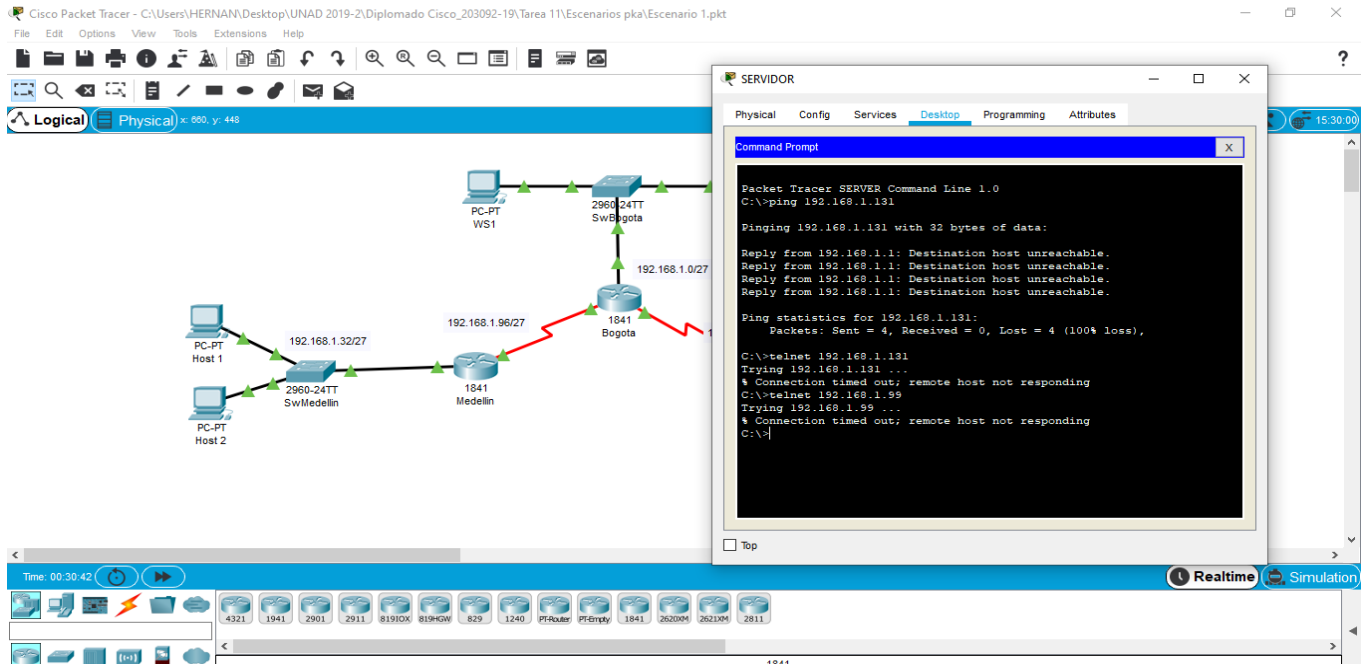 Cisco Packet Tracer - C:\Users\HERNAN\Desktop\UNAD 2019-2\Diplomado Cisco_203092-19\Tarea 11\Escenarios pka\Escenario 1.pkt
File Edit Options View Tools Extensions Help
?
Logical
Physical
x: 660, y: 448
15:30:00
PC-PT
WS1
2960-24TT
SwBogota
192.168.1.0/27
1841
Bogota
192.168.1.96/27
PC-PT
Host 1
192.168.1.32/27
2960-24TT
SwMedellin
1841
Medellin
PC-PT
Host 2
SERVIDOR
Physical Config Services Desktop Programming Attributes
Command Prompt
X
Packet Tracer SERVER Command Line 1.0
C:\>ping 192.168.1.131
Pinging 192.168.1.131 with 32 bytes of data:
Reply from 192.168.1.1: Destination host unreachable.
Reply from 192.168.1.1: Destination host unreachable.
Reply from 192.168.1.1: Destination host unreachable.
Reply from 192.168.1.1: Destination host unreachable.
Ping statistics for 192.168.1.131:
Packets: Sent = 4, Received = 0, Lost = 4 (100% loss),
C:\>telnet 192.168.1.131
Trying 192.168.1.131 ...
% Connection timed out; remote host not responding
C:\>telnet 192.168.1.99
Trying 192.168.1.99 ...
% Connection timed out; remote host not responding
C:\>
Top
Time: 00:30:42
Realtime
Simulation
4321 1941 2901 2911 819IOX 819HGW 829 1240 PT-Router PT-Empty 1841 2620XM 2621XM 2811
1841